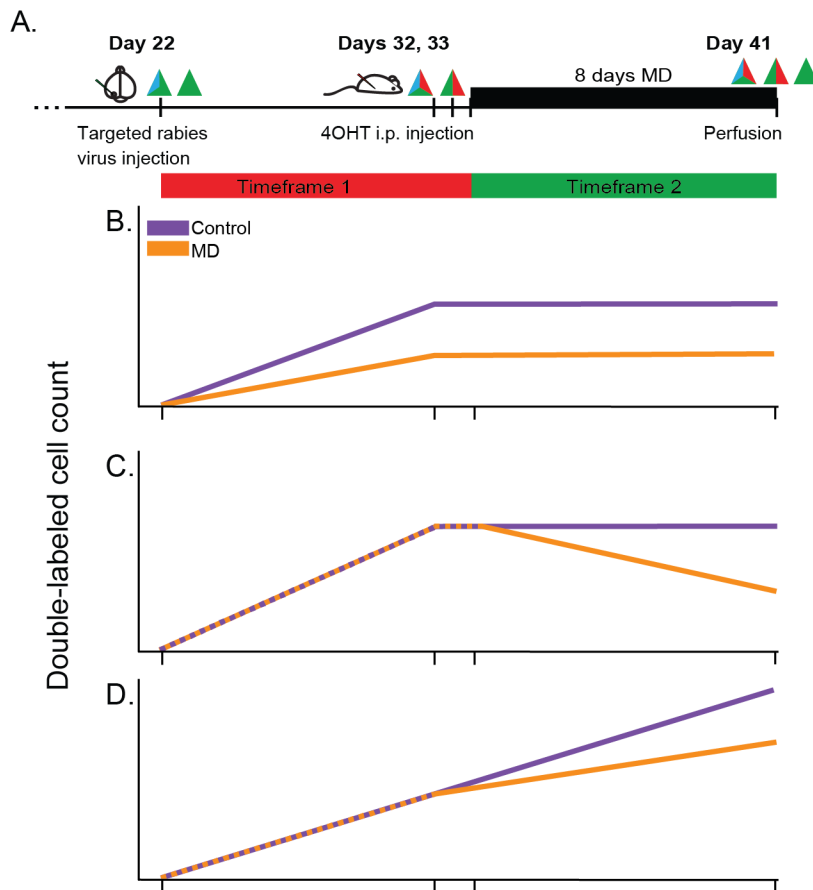 A.
Day 22
Days 32, 33
Day 41
8 days MD
Targeted rabies
virus injection
4OHT i.p. injection
Perfusion
Timeframe 1
Timeframe 2
B.
Control
MD
Double-labeled cell count
C.
D.